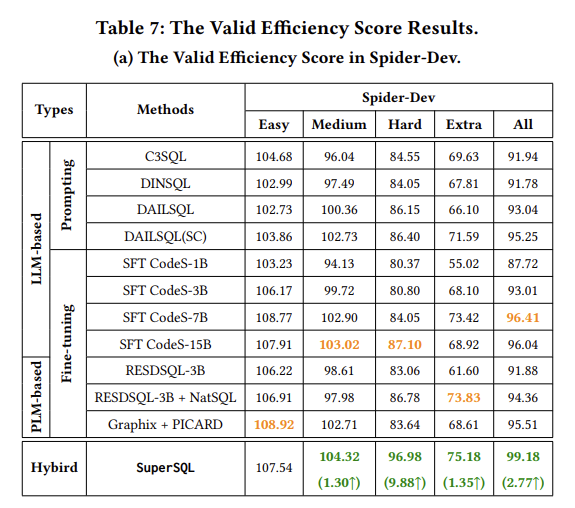 Table 7: The Valid Efficiency Score Results.
(a) The Valid Efficiency Score in Spider-Dev.
Types Methods Spider-Dev
Easy Medium Hard Extra All
LLM-based
Prompting
C3SQL 104.68 96.04 84.55 69.63 91.94
DINSQL 102.99 97.49 84.05 67.81 91.78
DAILSQL 102.73 100.36 86.15 66.10 93.04
DAILSQL(SC) 103.86 102.73 86.40 71.59 95.25
Fine-tuning
SFT CodeS-1B 103.23 94.13 80.37 55.02 87.72
SFT CodeS-3B 106.17 99.72 80.80 68.10 93.01
SFT CodeS-7B 108.77 102.90 84.05 73.42 96.41
SFT CodeS-15B 107.91 103.02 87.10 68.92 96.04
PLM-based
RESDSQL-3B 106.22 98.61 83.06 61.60 91.88
RESDSQL-3B + NatSQL 106.91 97.98 86.78 73.83 94.36
Graphix + PICARD 108.92 102.71 83.64 68.61 95.51
Hybird SuperSQL 107.54 104.32 96.98 75.18 99.18
(1.30↑) (9.88↑) (1.35↑) (2.77↑)